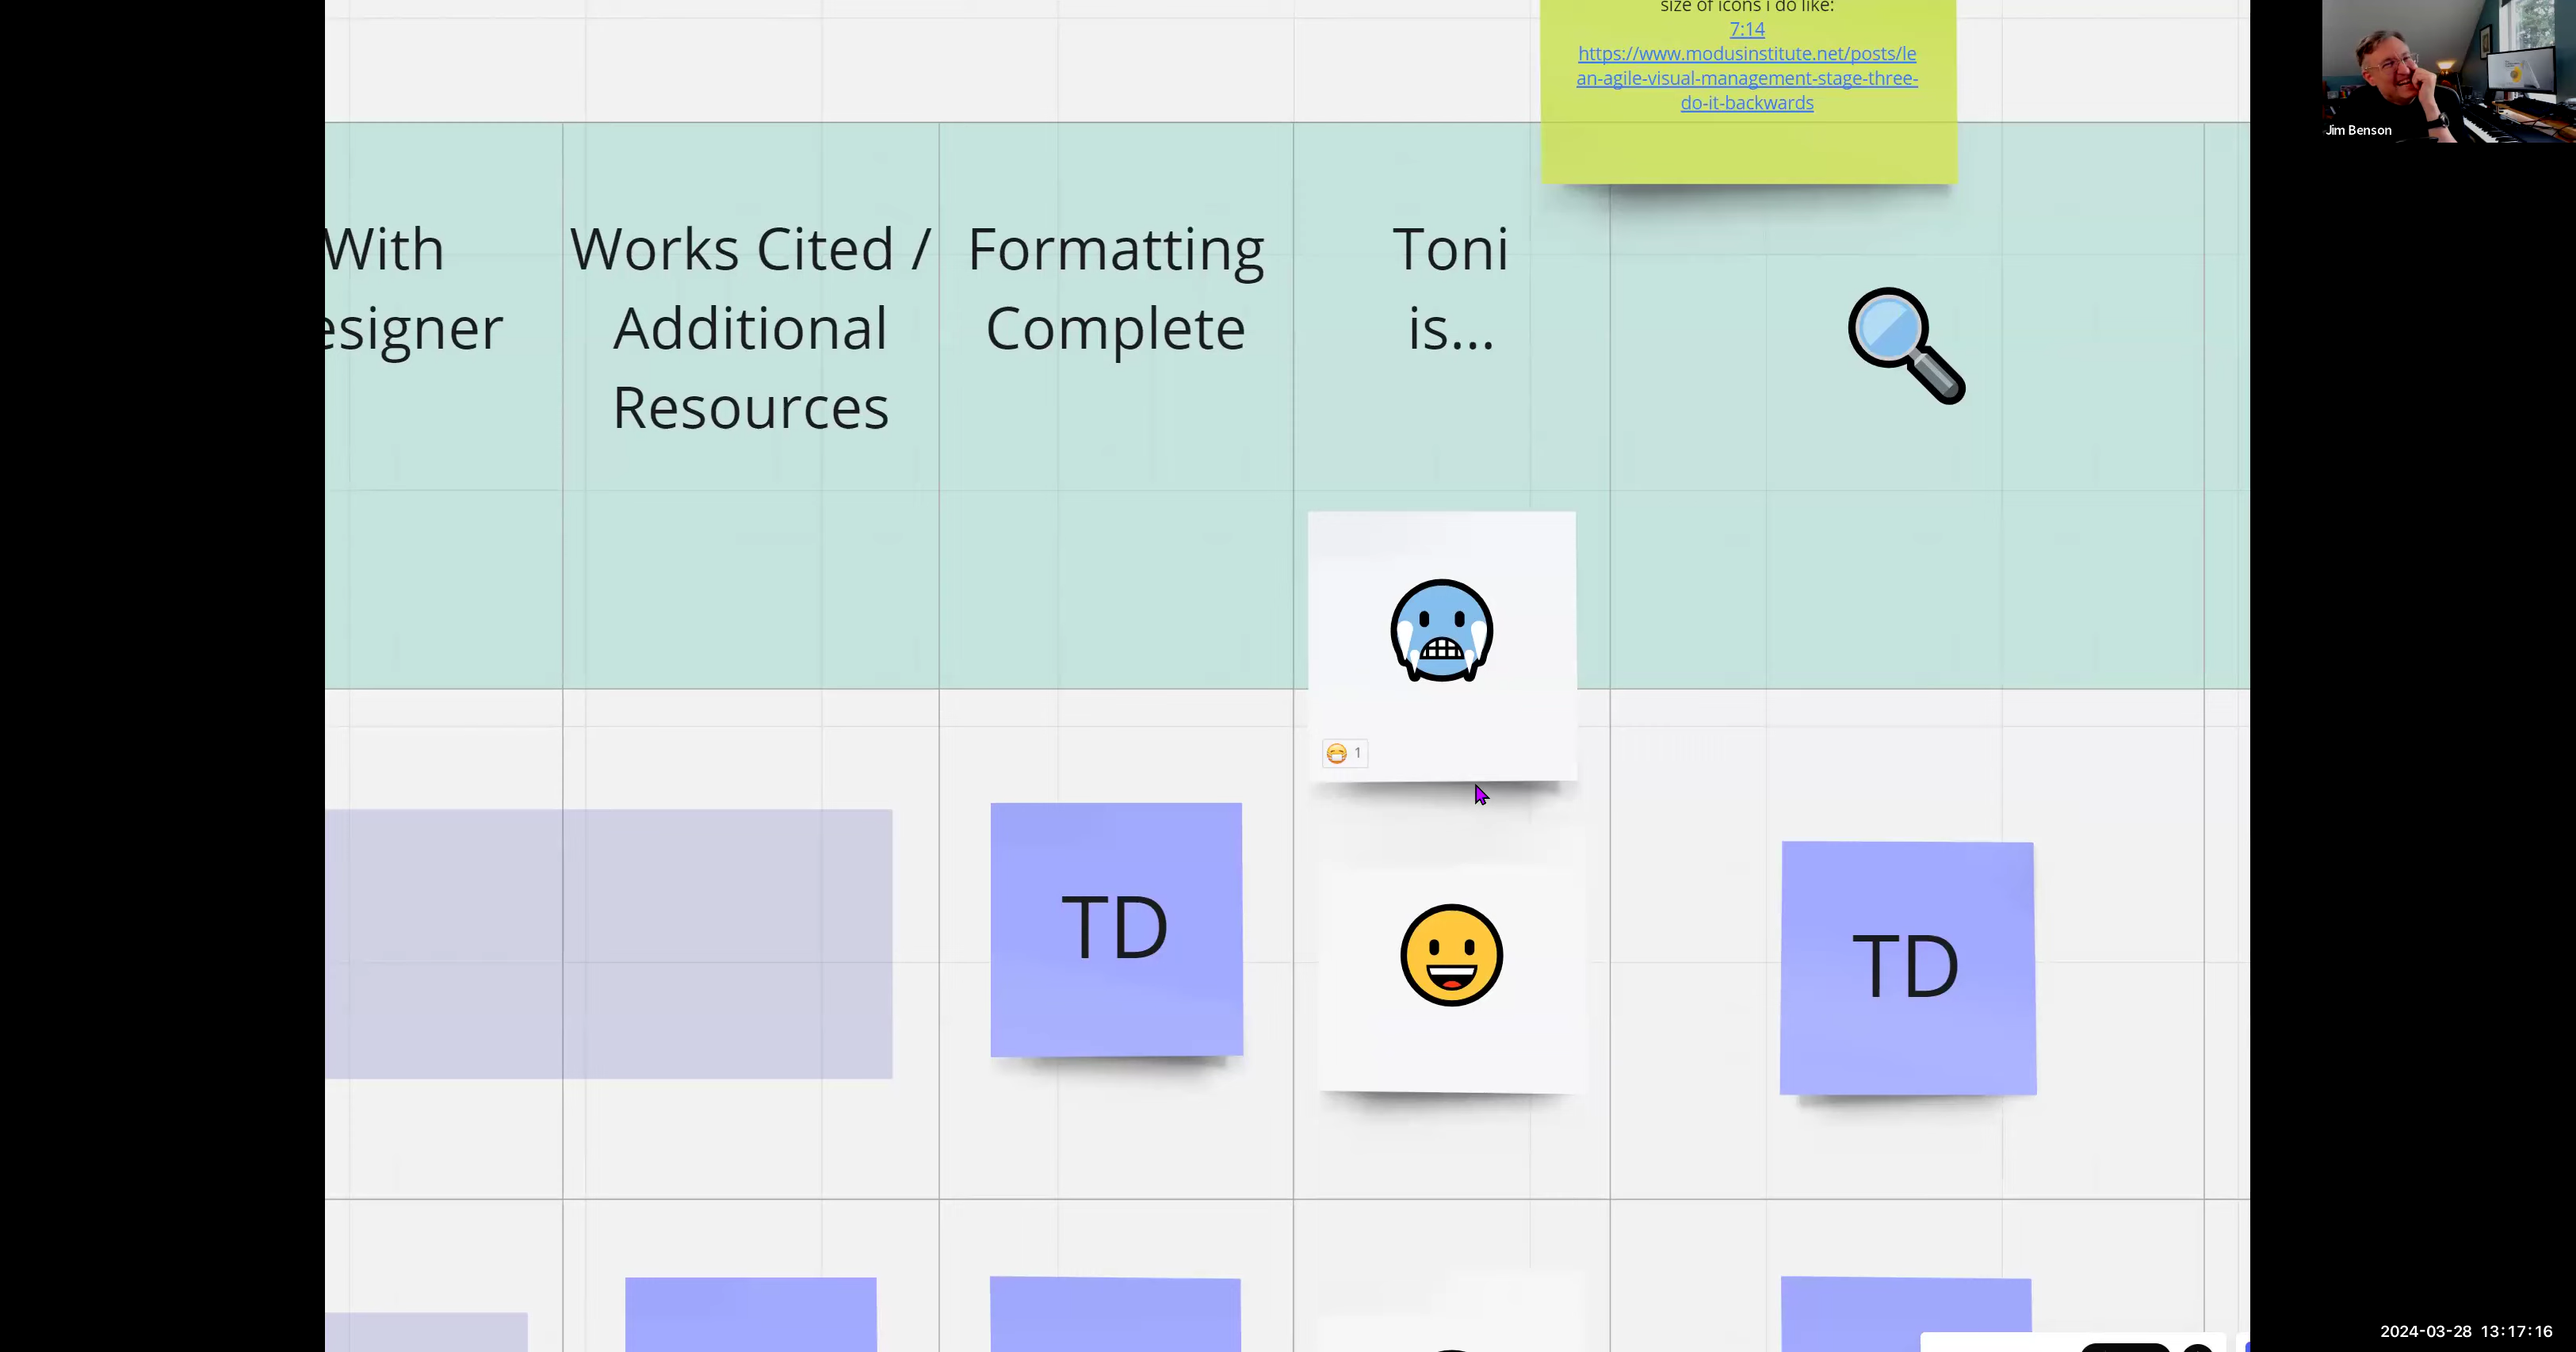 size of icons i do like:
7:14
https://www.modusinstitute.net/posts/le
an-agile-visual-management-stage-three-
do-it-backwards
Jim Benson
With
esigner
Works Cited /
Additional
Resources
Formatting
Complete
Toni
is...
1
TD
TD
2024-03-28 13:17:16